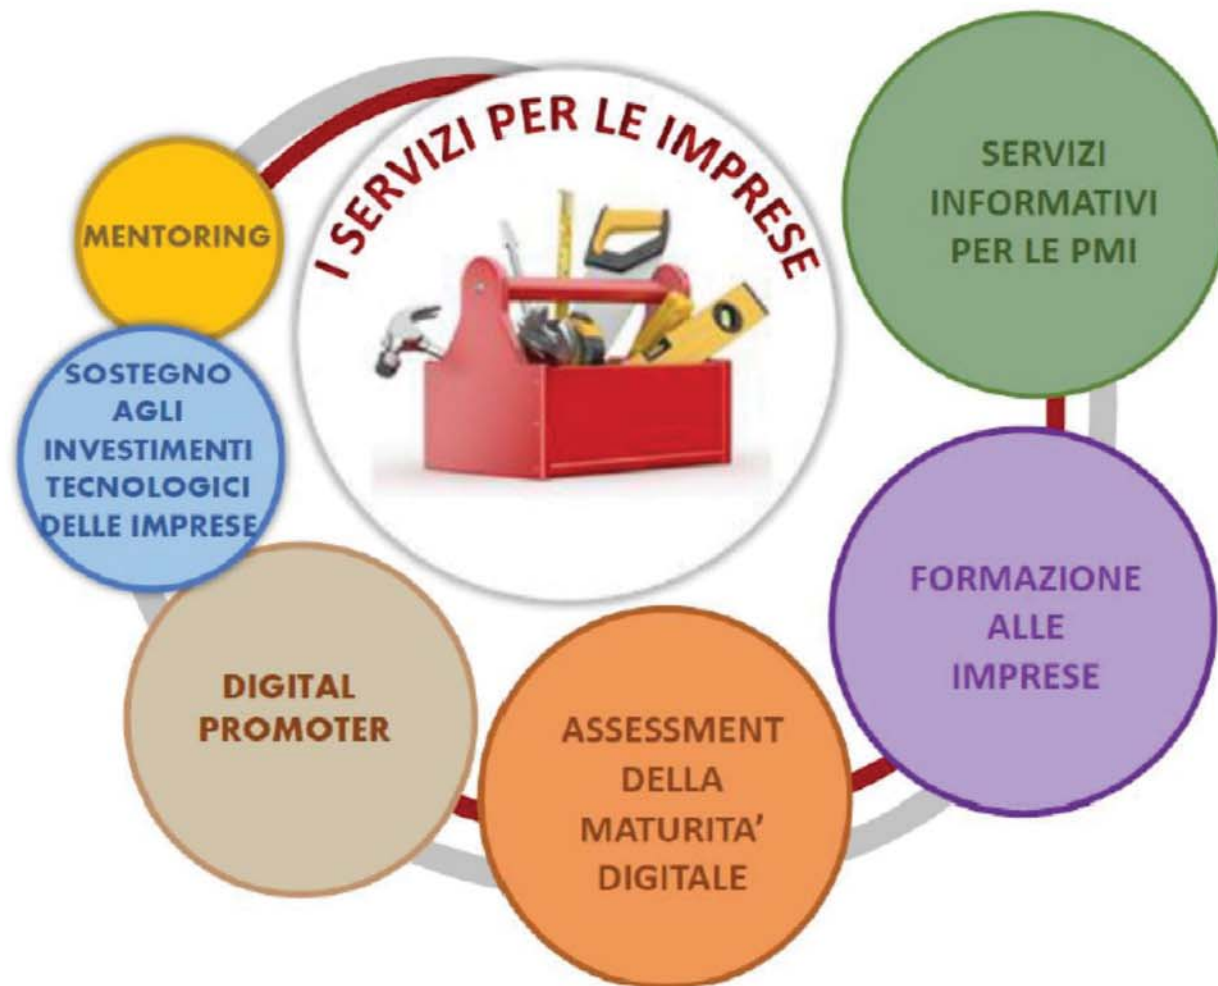 I SERVIZI PER LE IMPRESE
SERVIZI
INFORMATIVI
PER LE PMI
FORMAZIONE
ALLE
IMPRESE
ASSESSMENT
DELLA
MATURITA’
DIGITALE
DIGITAL
PROMOTER
SOSTEGNO
AGLI
INVESTIMENTI
TECNOLOGICI
DELLE IMPRESE
MENTORING